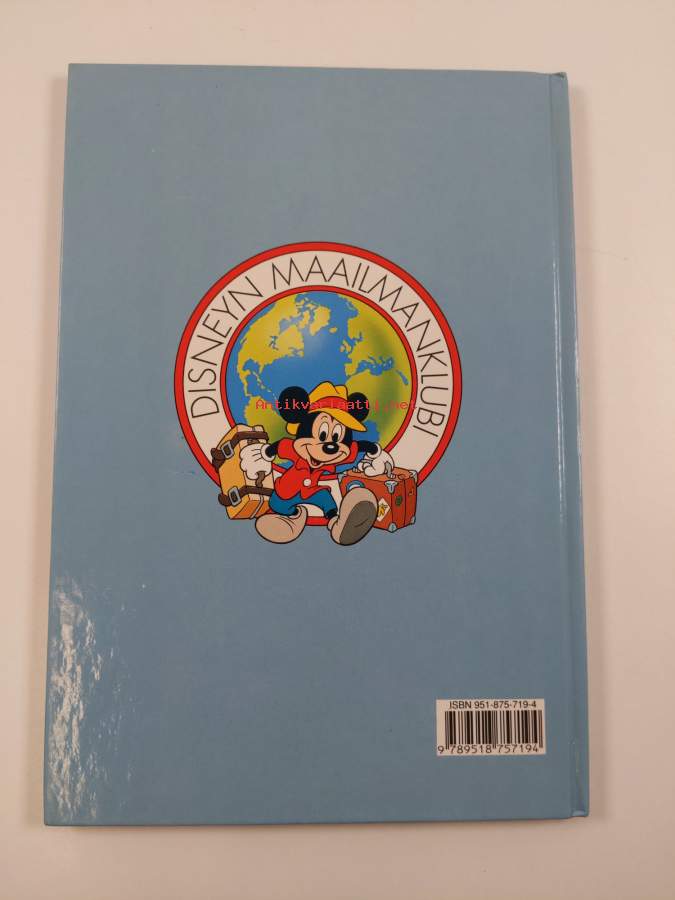 DISNEYN MAAILMANKLUBI
Antikvariaatti.net
ISBN 951-875-719-4
9 789518 757194